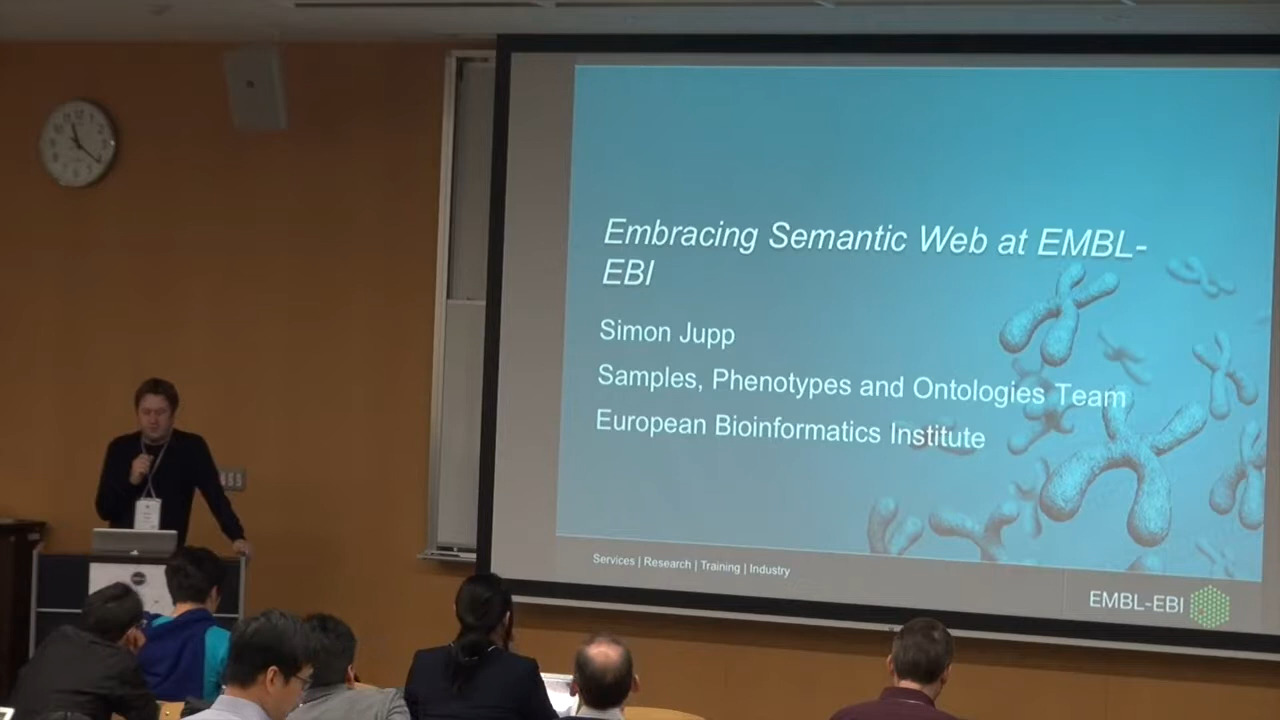 Embracing Semantic Web at EMBL-
EBI
Simon Jupp
Samples, Phenotypes and Ontologies Team
European Bioinformatics Institute
Services | Research | Training | Industry
EMBL-EBI